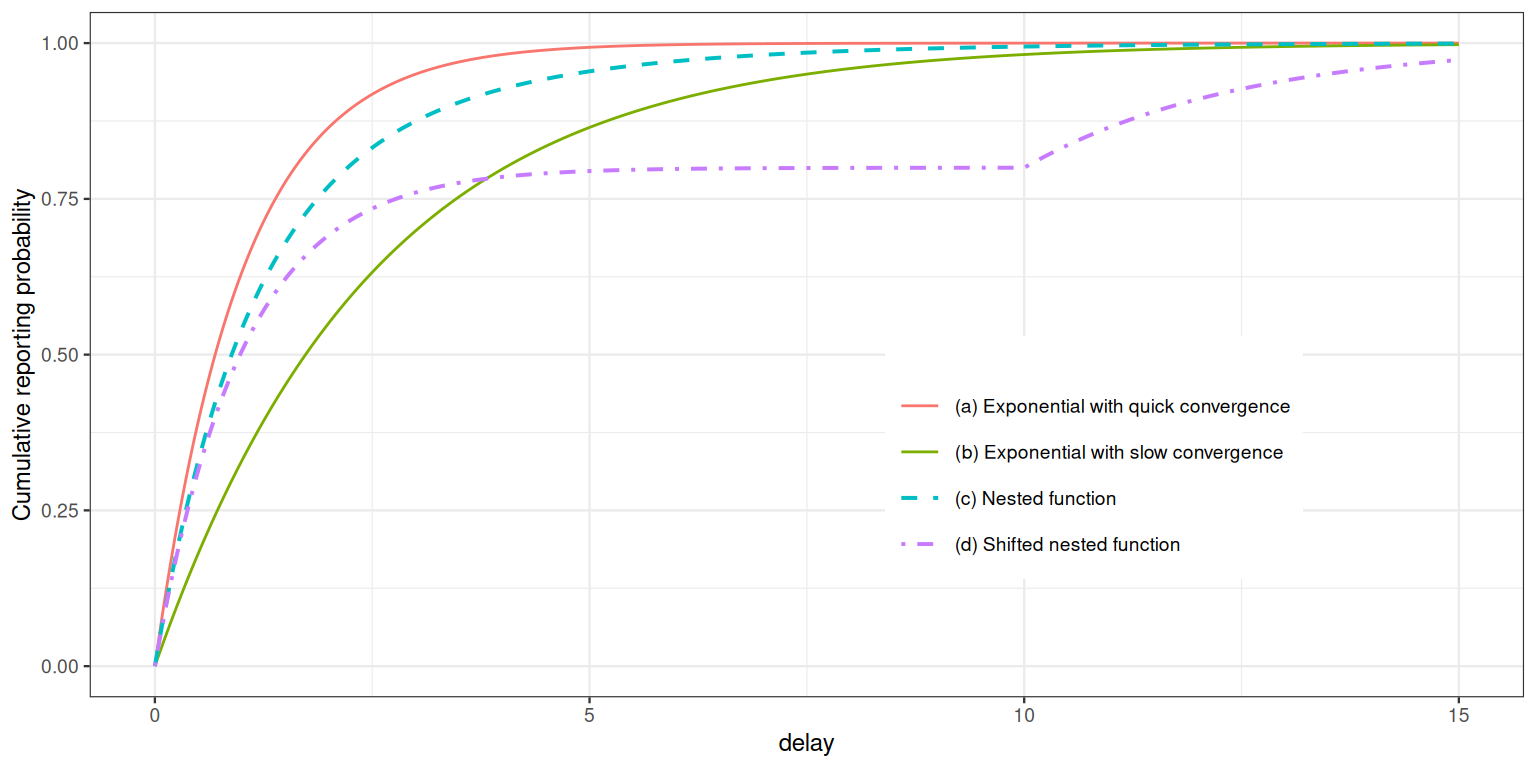 1.00
0.75
0.50
0.25
0.00
Cumulative reporting probability
(a) Exponential with quick convergence
(b) Exponential with slow convergence
(c) Nested function
(d) Shifted nested function
0 5 10 15
delay